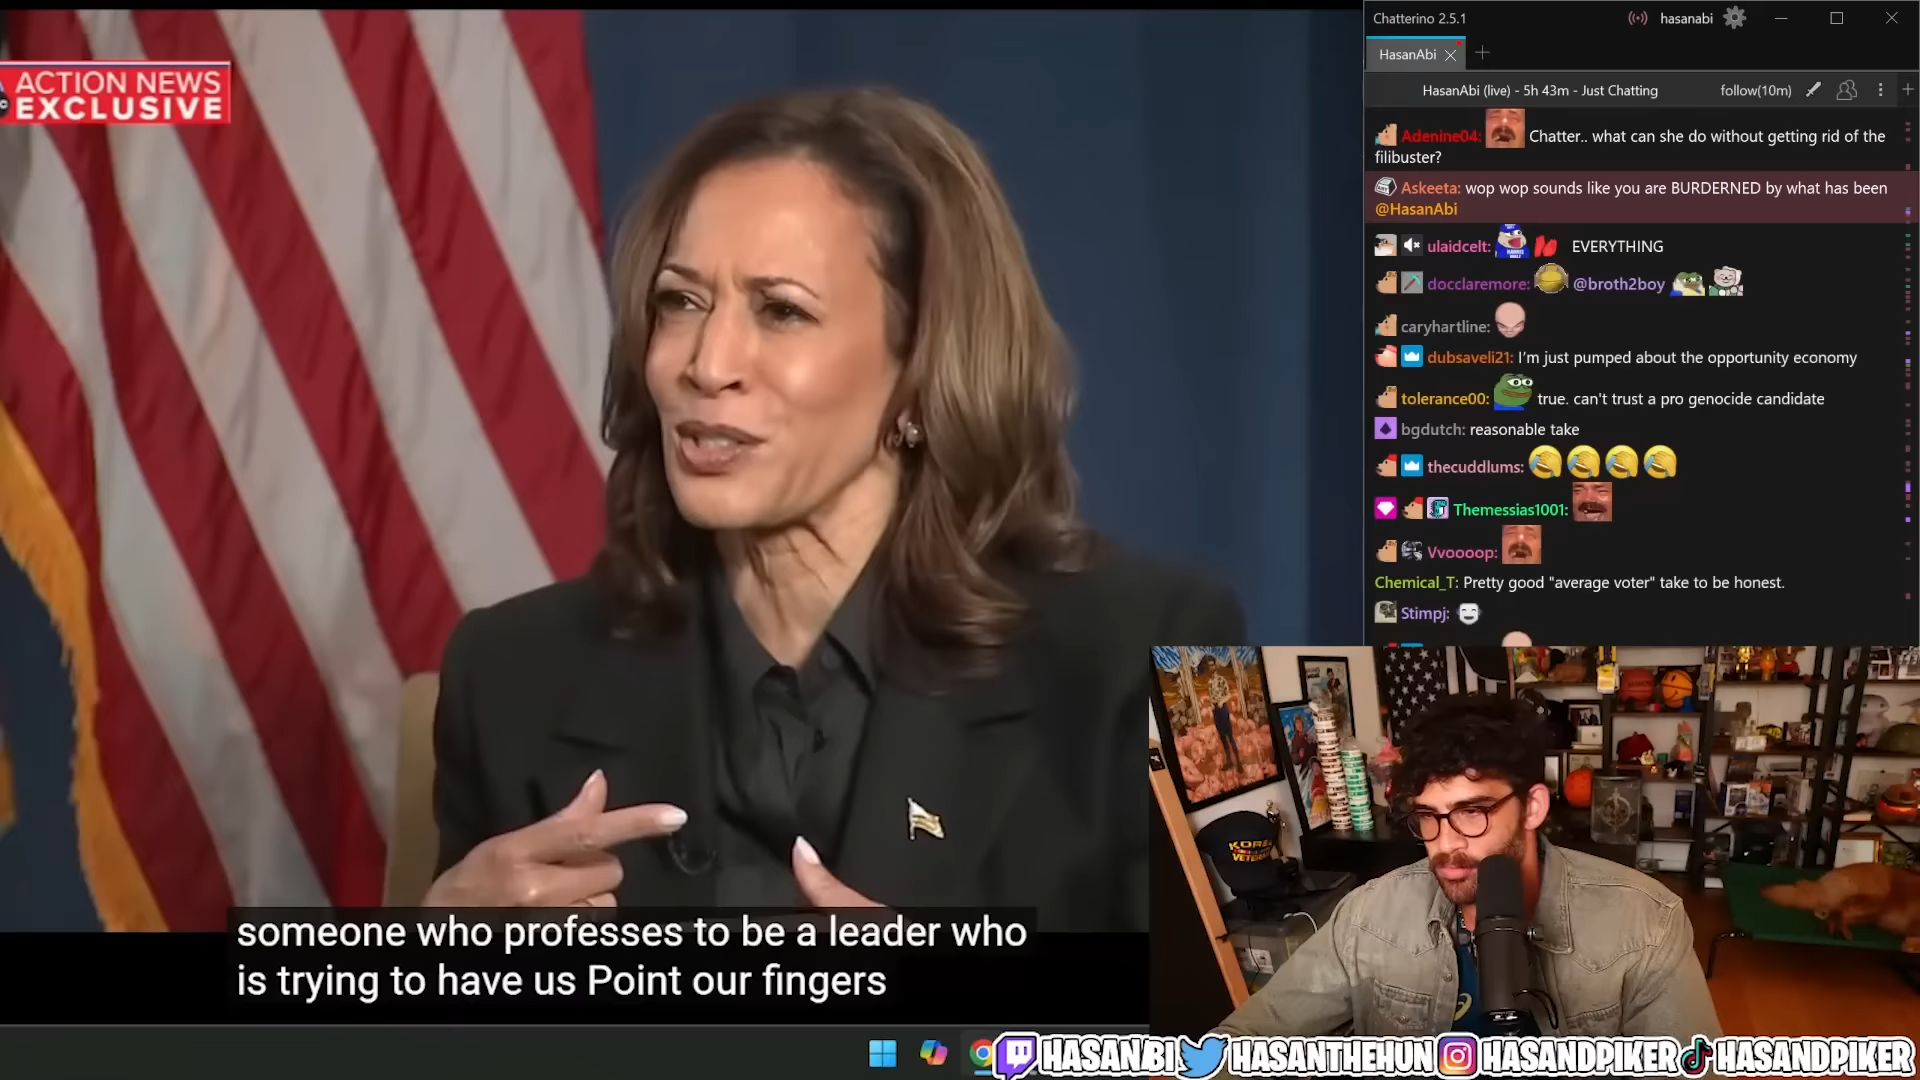 ACTION NEWS
EXCLUSIVE
someone who professes to be a leader who
is trying to have us Point our fingers
Chatterino 2.5.1
hasanabi
HasanAbi
HasanAbi (live) - 5h 43m - Just Chatting
follow(10m)
Adenine04: Chatter.. what can she do without getting rid of the
filibuster?
Askeeta: wop wop sounds like you are BURDERNED by what has been
@HasanAbi
ulaidcelt: EVERYTHING
docclaremore: @broth2boy
caryhartline:
dubsaveli21: I’m just pumped about the opportunity economy
tolerance00: true. can't trust a pro genocide candidate
bgdutch: reasonable take
thecuddlums:
Themessias1001:
Vvoooop:
Chemical_T: Pretty good "average voter" take to be honest.
Stimpj:
KOREA
VETERAN
HASANABI HASANTHEHUN HASANDPIKER HASANDPIKER